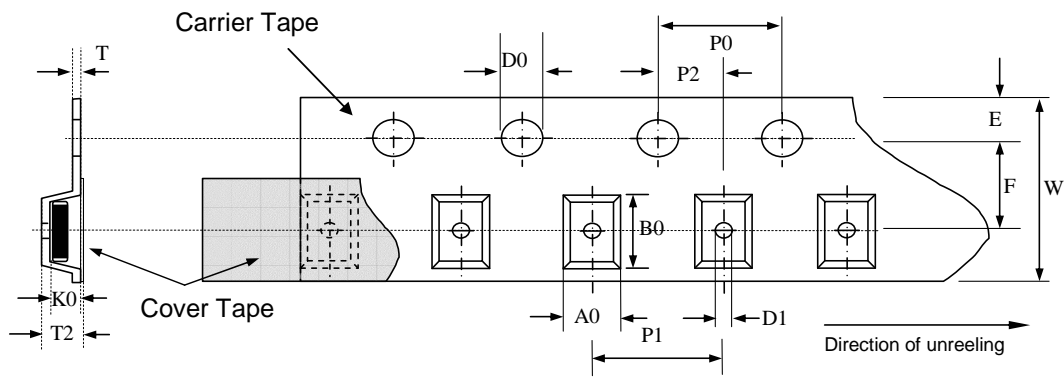 Carrier Tape
T
D0
P0
P2
E
F
W
B0
K0
Cover Tape
T2
A0
D1
P1
Direction of unreeling